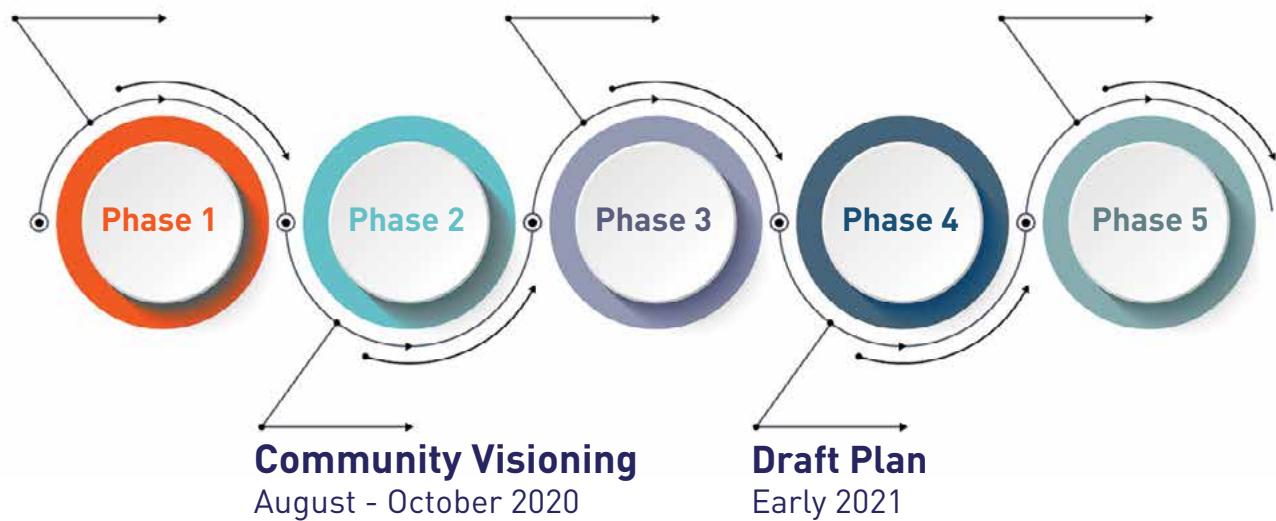 Phase 1
Phase 2
Phase 3
Phase 4
Phase 5
Community Visioning
August - October 2020
Draft Plan
Early 2021